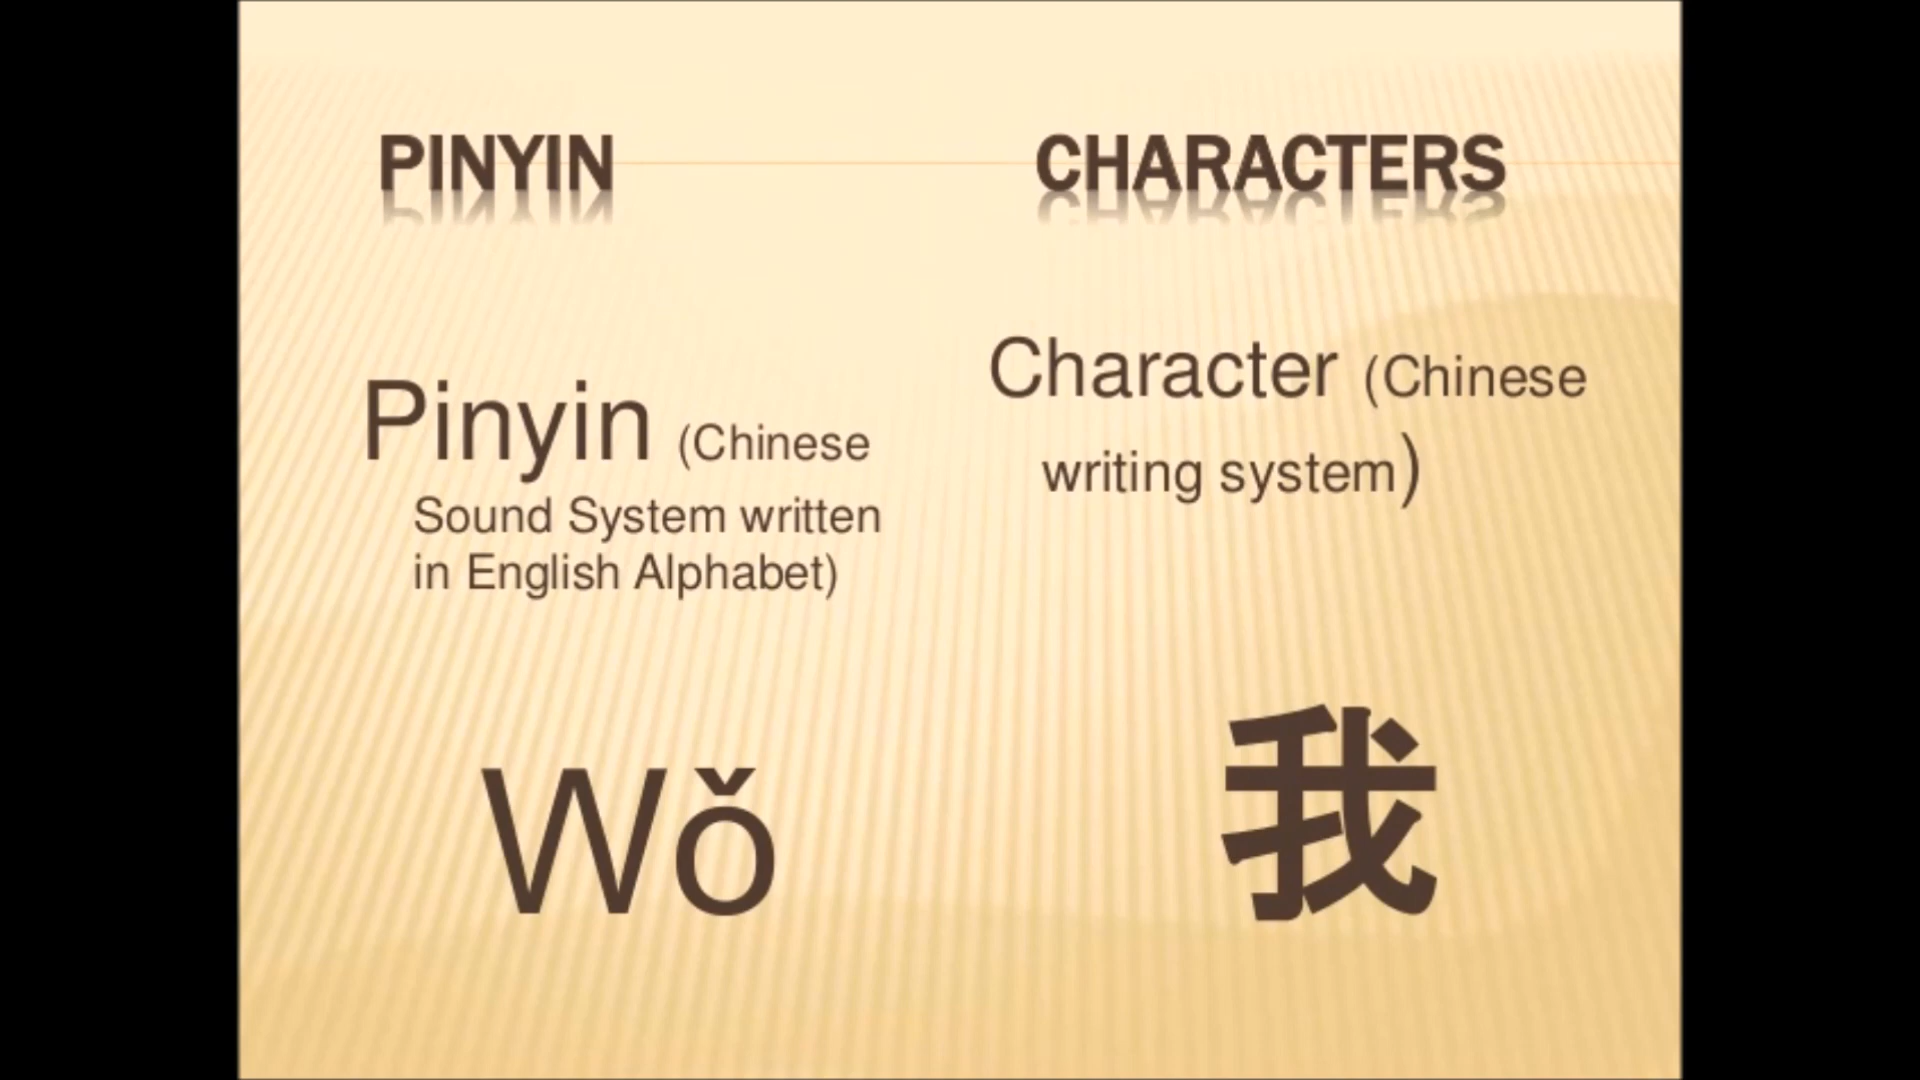 PINYIN
CHARACTERS
Pinyin (Chinese
Sound System written
in English Alphabet)
Wǒ
Character (Chinese
writing system)
我